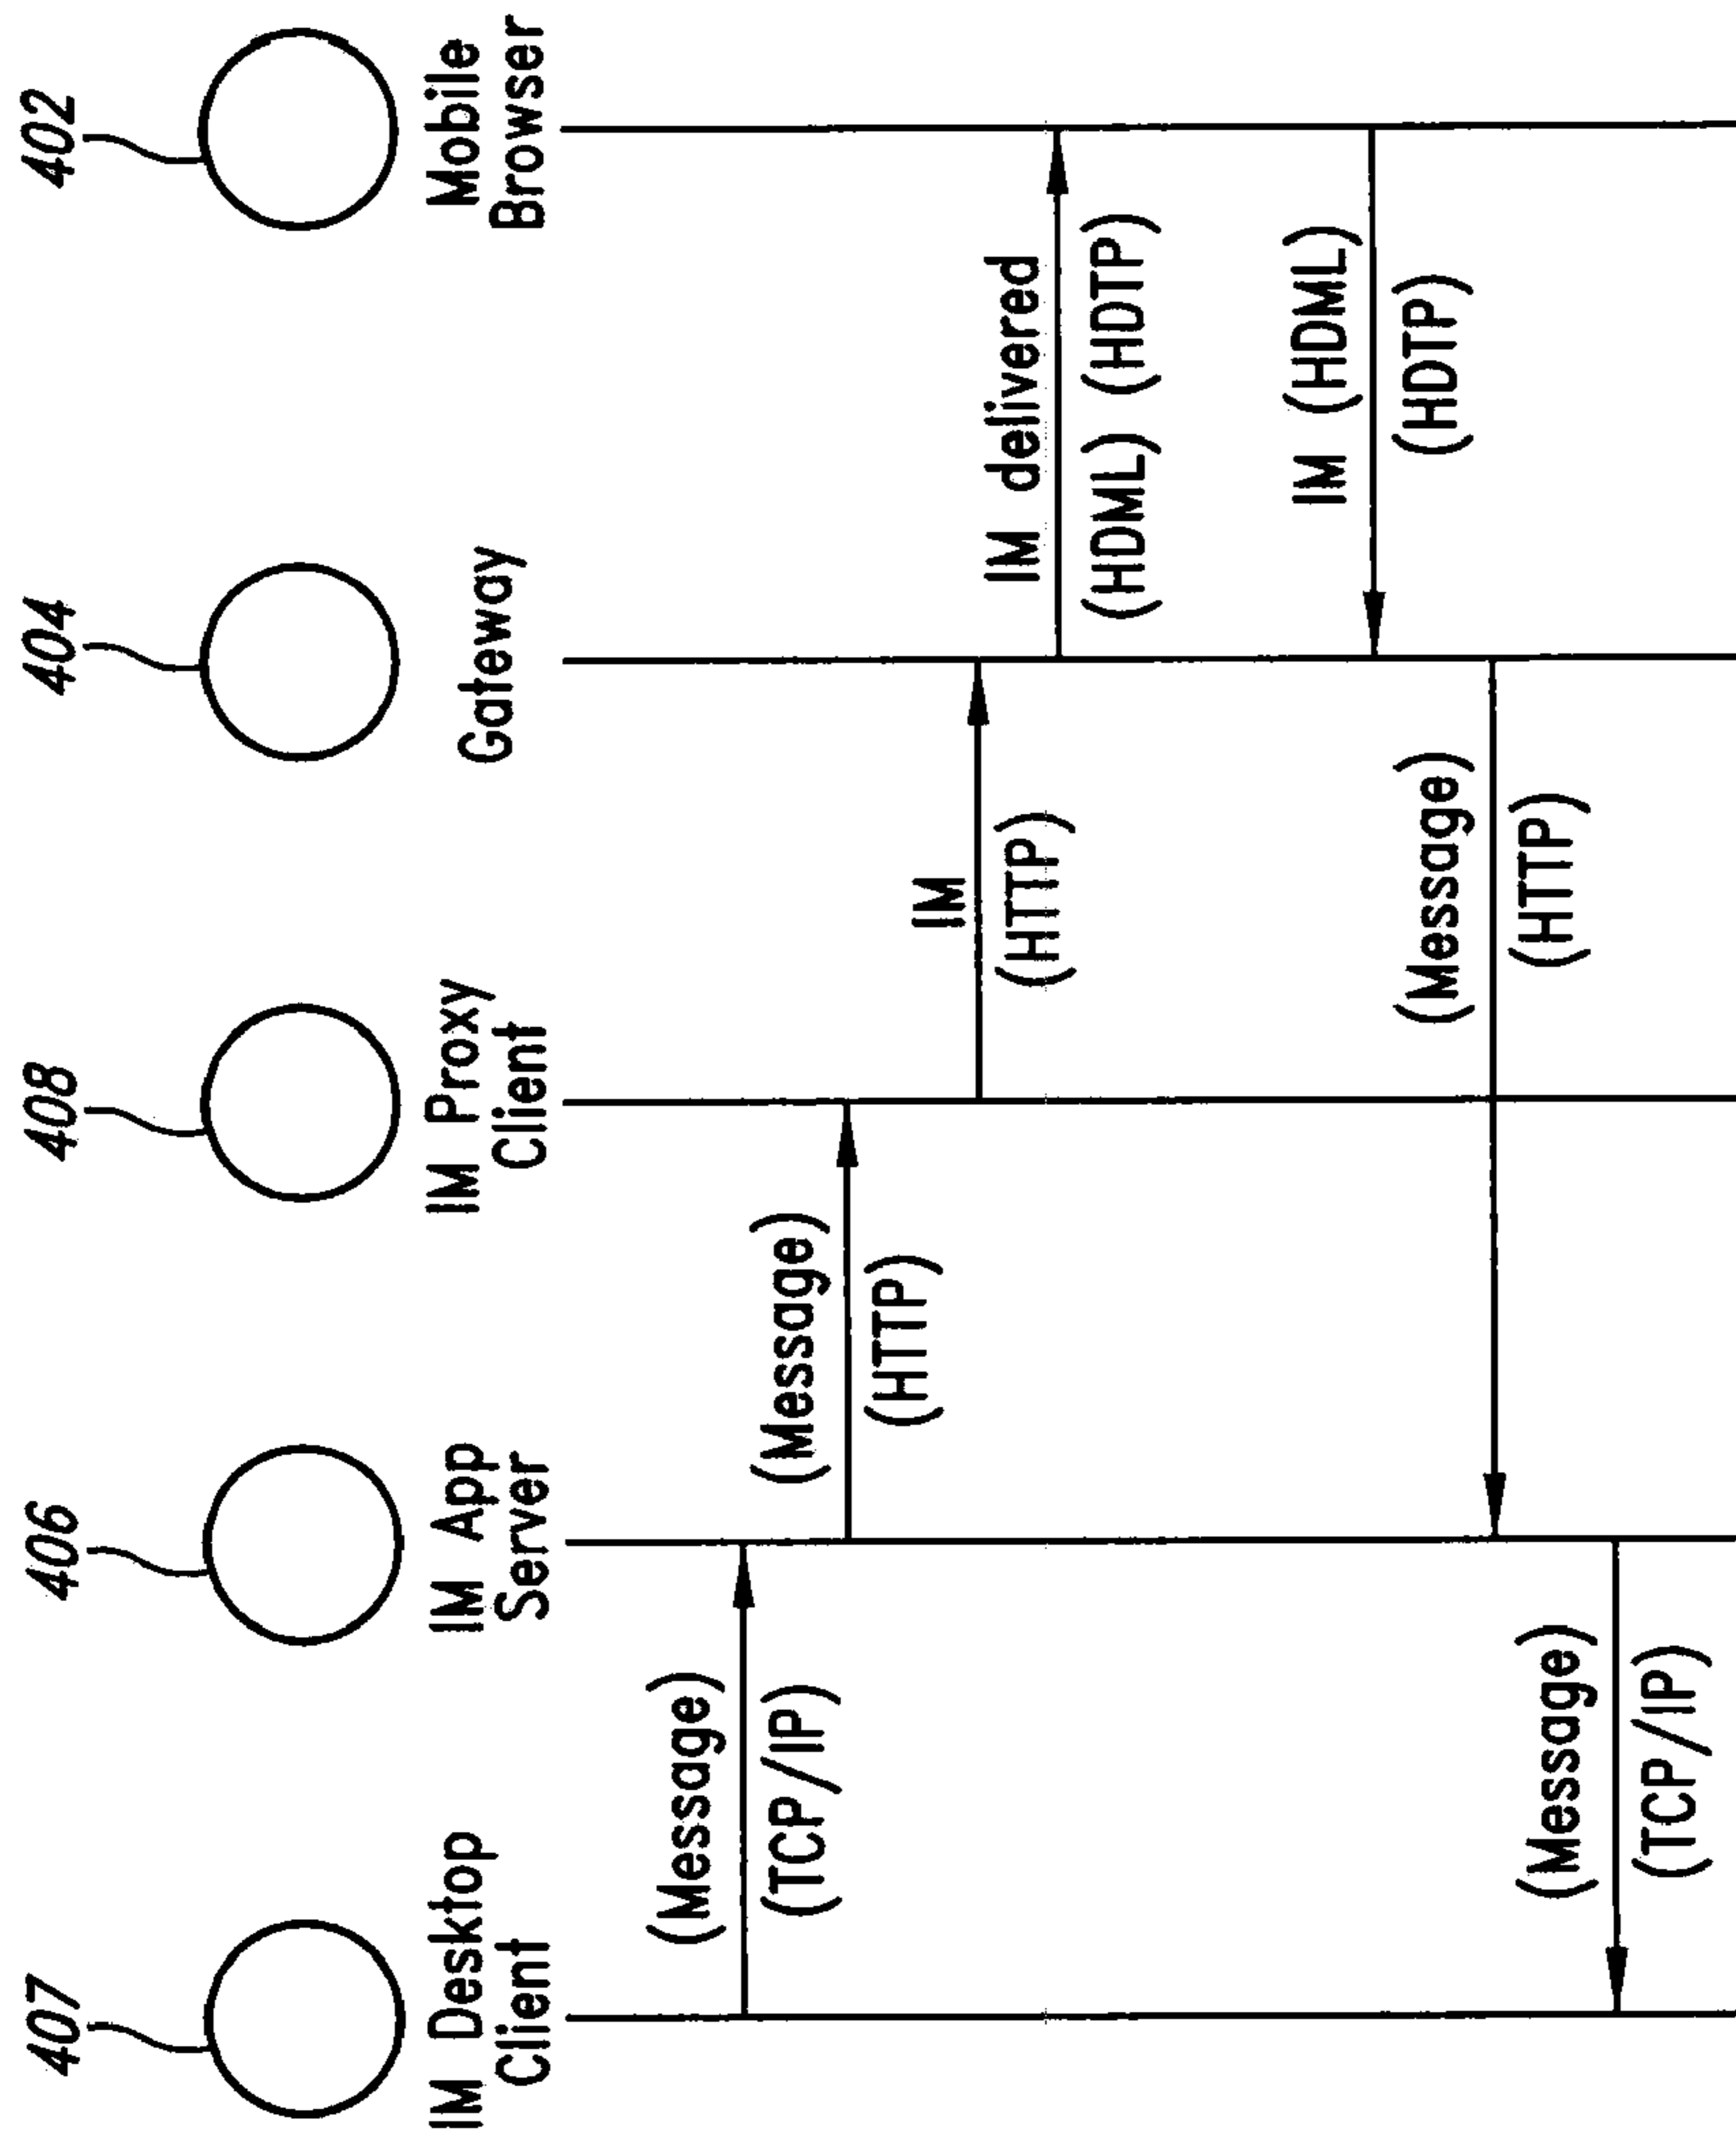 407
406
408
404
402
IM Desktop
Client
IM App
Server
IM Proxy
Client
Gateway
Mobile
Browser
(Message)
(TCP/IP)
(Message)
(HTTP)
IM
(HTTP)
IM delivered
(HDML) (HDTP)
IM (HDML)
(HDTP)
(Message)
(HTTP)
(Message)
(TCP/IP)